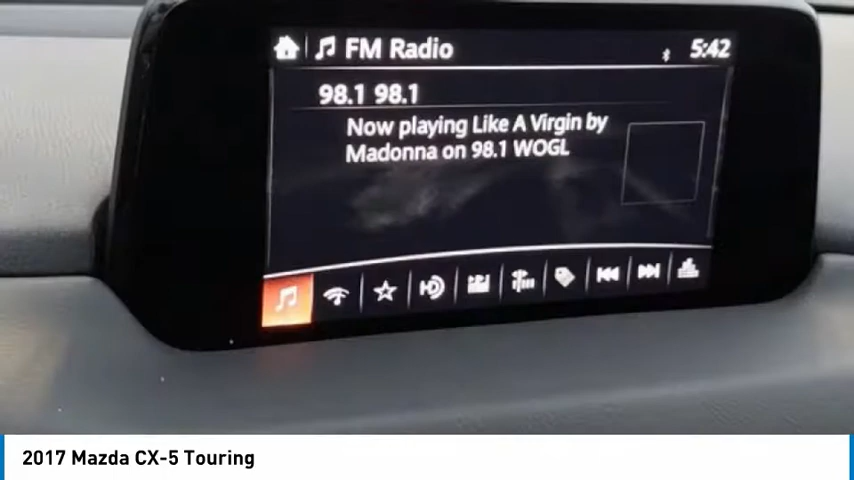 FM Radio 5:42
98.1 98.1
Now playing Like A Virgin by
Madonna on 98.1 WOGL
HD
2017 Mazda CX-5 Touring